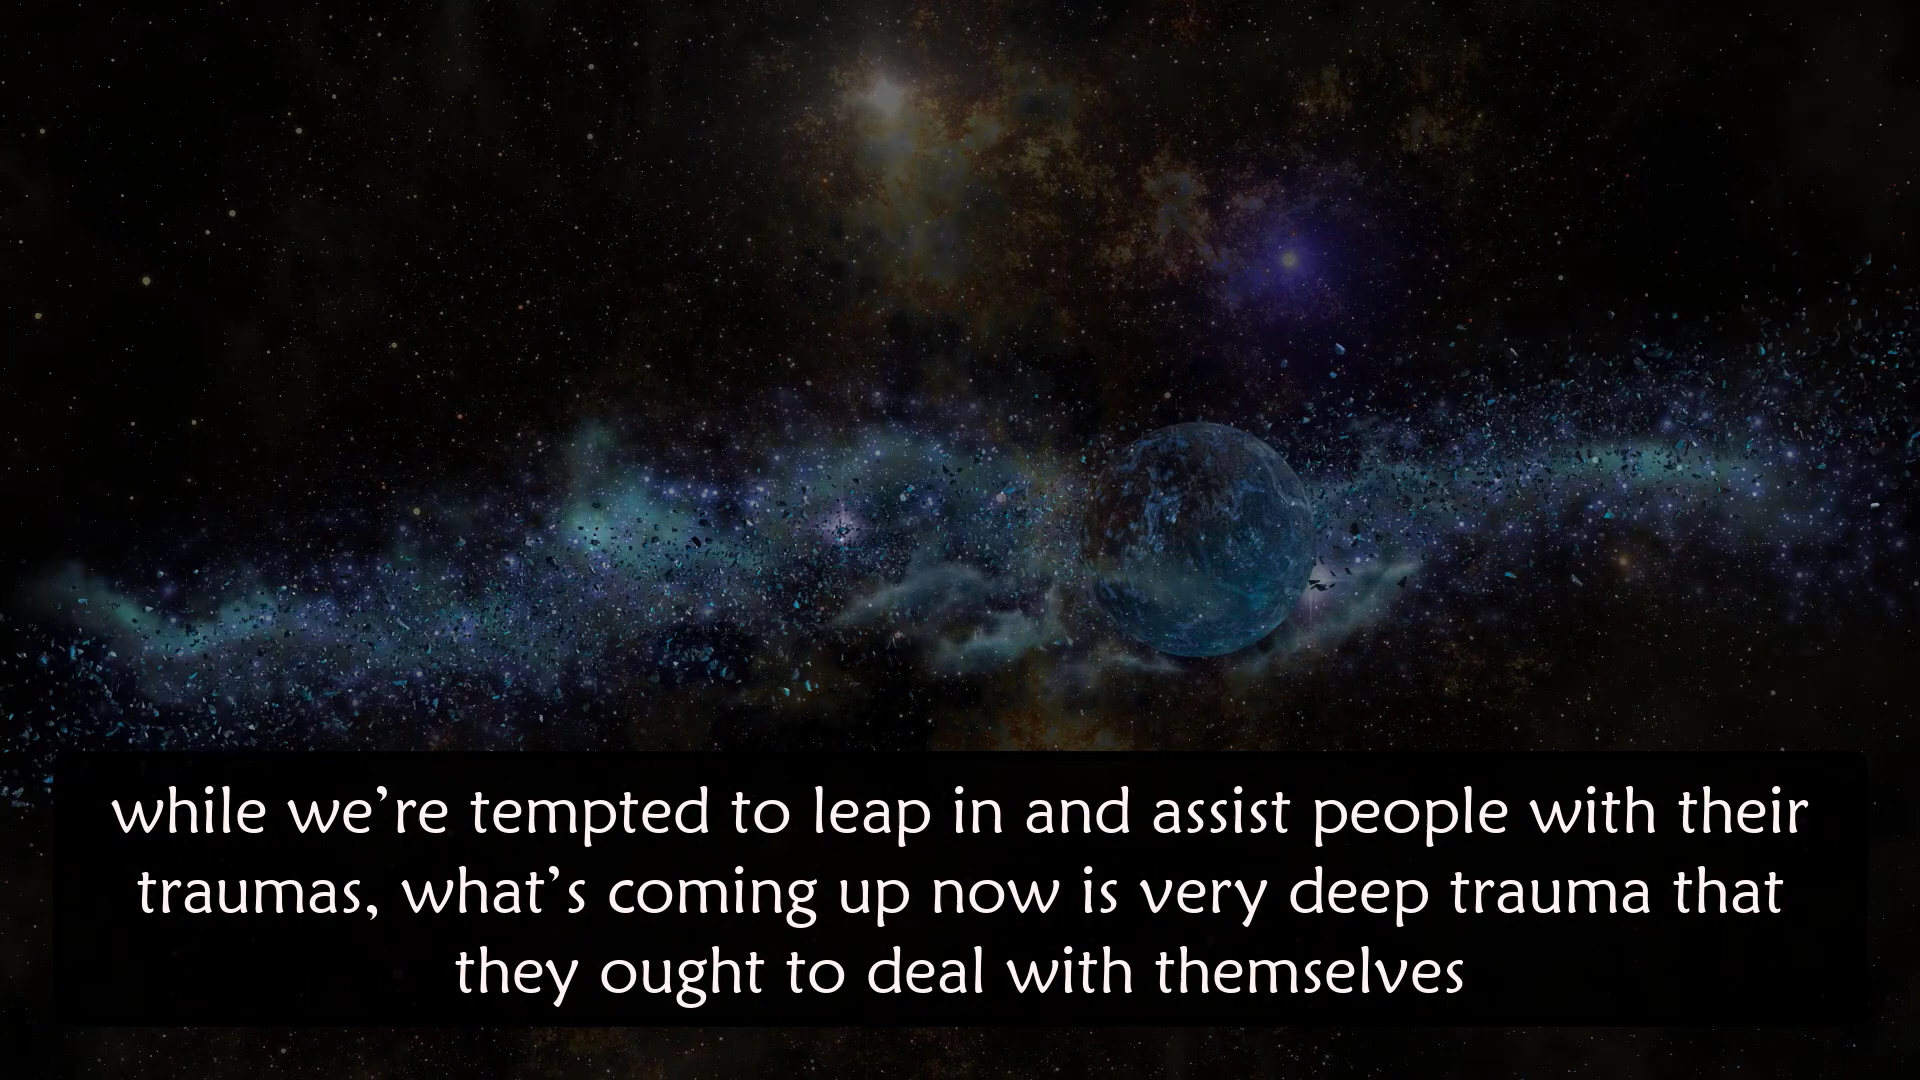 while we’re tempted to leap in and assist people with their
traumas, what’s coming up now is very deep trauma that
they ought to deal with themselves